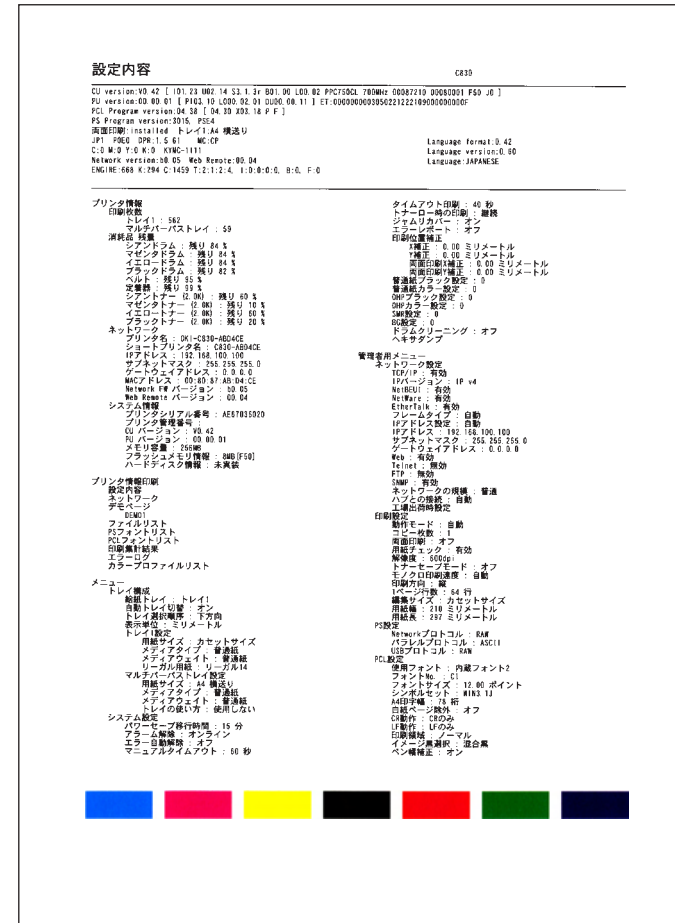 設定内容
C830
CU version:V0.42 [ I01.23 U02.14 S3.1.3r B01.00 L00.02 PPC750CL 700MHz 00087210 00080001 F50 J0 ]
PU version:00.00.01 [ PI03.10 L000.02.01 DU00.00.11 ] ET:000000000305022122210900000000F
PCL Program version:04.38 [ 04.30 X03.18 P F ]
PS Program version:3015, PSE4
両面印刷:installed トレイ1:A4 横送り
JP1 P0E0 DPR:1.5 61 MC:CP
Language format:0.42
C:0 M:0 Y:0 K:0 KYMC-1111
Language version:0.60
Network version:b0.05 Web Remote:00.04
Language:JAPANESE
ENGINE:668 K:294 C:1459 T:2:1:2:4, I:0:0:0:0, B:0, F:0
プリンタ情報
印刷枚数
トレイ1 : 562
マルチパーパストレイ : 59
消耗品 残量
シアンドラム : 残り 84 %
マゼンタドラム : 残り 84 %
イエロードラム : 残り 84 %
ブラックドラム : 残り 82 %
ベルト : 残り 95 %
定着器 : 残り 99 %
シアントナー (2.0K) : 残り 60 %
マゼンタトナー (2.0K) : 残り 10 %
イエロートナー (2.0K) : 残り 60 %
ブラックトナー (2.0K) : 残り 20 %
ネットワーク
プリンタ名 : OKI-C830-ABD4CE
ショートプリンタ名 : C830-ABD4CE
IPアドレス : 192.168.100.100
サブネットマスク : 255.255.255.0
ゲートウェイアドレス : 0.0.0.0
MACアドレス : 00:80:87:AB:D4:CE
Network FW バージョン : b0.05
Web Remote バージョン : 00.04
システム情報
プリンタシリアル番号 : AE67035020
プリンタ管理番号 :
CU バージョン : V0.42
PU バージョン : 00.00.01
メモリ容量 : 256MB
フラッシュメモリ情報 : 8MB[F50]
ハードディスク情報 : 未実装
プリンタ情報印刷
設定内容
ネットワーク
デモページ
DEMO1
ファイルリスト
PSフォントリスト
PCLフォントリスト
印刷集計結果
エラーログ
カラープロファイルリスト
メニュー
トレイ構成
給紙トレイ : トレイ1
自動トレイ切替 : オン
トレイ選択順序 : 下方向
表示単位 : ミリメートル
トレイ1設定
用紙サイズ : カセットサイズ
メディアタイプ : 普通紙
メディアウェイト : 普通紙
リーガル用紙 : リーガル14
マルチパーパストレイ設定
用紙サイズ : A4 横送り
メディアタイプ : 普通紙
メディアウェイト : 普通紙
トレイの使い方 : 使用しない
システム設定
パワーセーブ移行時間 : 15 分
アラーム解除 : オンライン
エラー自動解除 : オフ
マニュアルタイムアウト : 60 秒
タイムアウト印刷 : 40 秒
トナーロー時の印刷 : 継続
ジャムリカバー : オン
エラーレポート : オフ
印刷位置補正
X補正 : 0.00 ミリメートル
Y補正 : 0.00 ミリメートル
両面印刷X補正 : 0.00 ミリメートル
両面印刷Y補正 : 0.00 ミリメートル
普通紙ブラック設定 : 0
普通紙カラー設定 : 0
OHPブラック設定 : 0
OHPカラー設定 : 0
SMR設定 : 0
BG設定 : 0
ドラムクリーニング : オフ
ヘキサダンプ
管理者用メニュー
ネットワーク設定
TCP/IP : 有効
IPバージョン : IP v4
NetBEUI : 有効
NetWare : 有効
EtherTalk : 有効
フレームタイプ : 自動
IPアドレス設定 : 自動
IPアドレス : 192.168.100.100
サブネットマスク : 255.255.255.0
ゲートウェイアドレス : 0.0.0.0
Web : 有効
Telnet : 無効
FTP : 無効
SNMP : 有効
ネットワークの規模 : 普通
ハブとの接続 : 自動
工場出荷時設定
印刷設定
動作モード : 自動
コピー枚数 : 1
両面印刷 : オフ
用紙チェック : 有効
解像度 : 600dpi
トナーセーブモード : オフ
モノクロ印刷速度 : 自動
印刷方向 : 縦
1ページ行数 : 64 行
編集サイズ : カセットサイズ
用紙幅 : 210 ミリメートル
用紙長 : 297 ミリメートル
PS設定
Networkプロトコル : RAW
パラレルプロトコル : ASCII
USBプロトコル : RAW
PCL設定
使用フォント : 内蔵フォント2
フォントNo. : C1
フォントサイズ : 12.00 ポイント
シンボルセット : WIN3.1J
A4印字幅 : 78 桁
白紙ページ除外 : オフ
CR動作 : CRのみ
LF動作 : LFのみ
印刷領域 : ノーマル
イメージ黒選択 : 混合黒
ペン幅補正 : オン